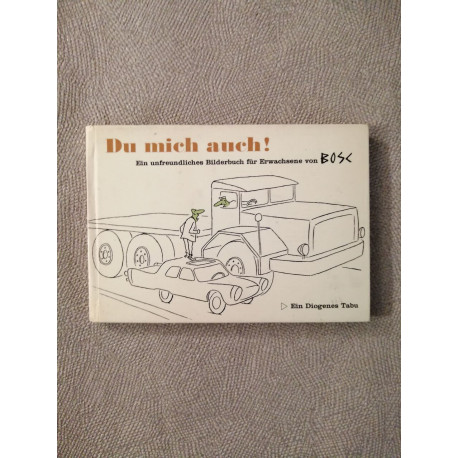 Du mich auch!
Ein unfreundliches Bilderbuch für Erwachsene von BOSC
▷ Ein Diogenes Tabu